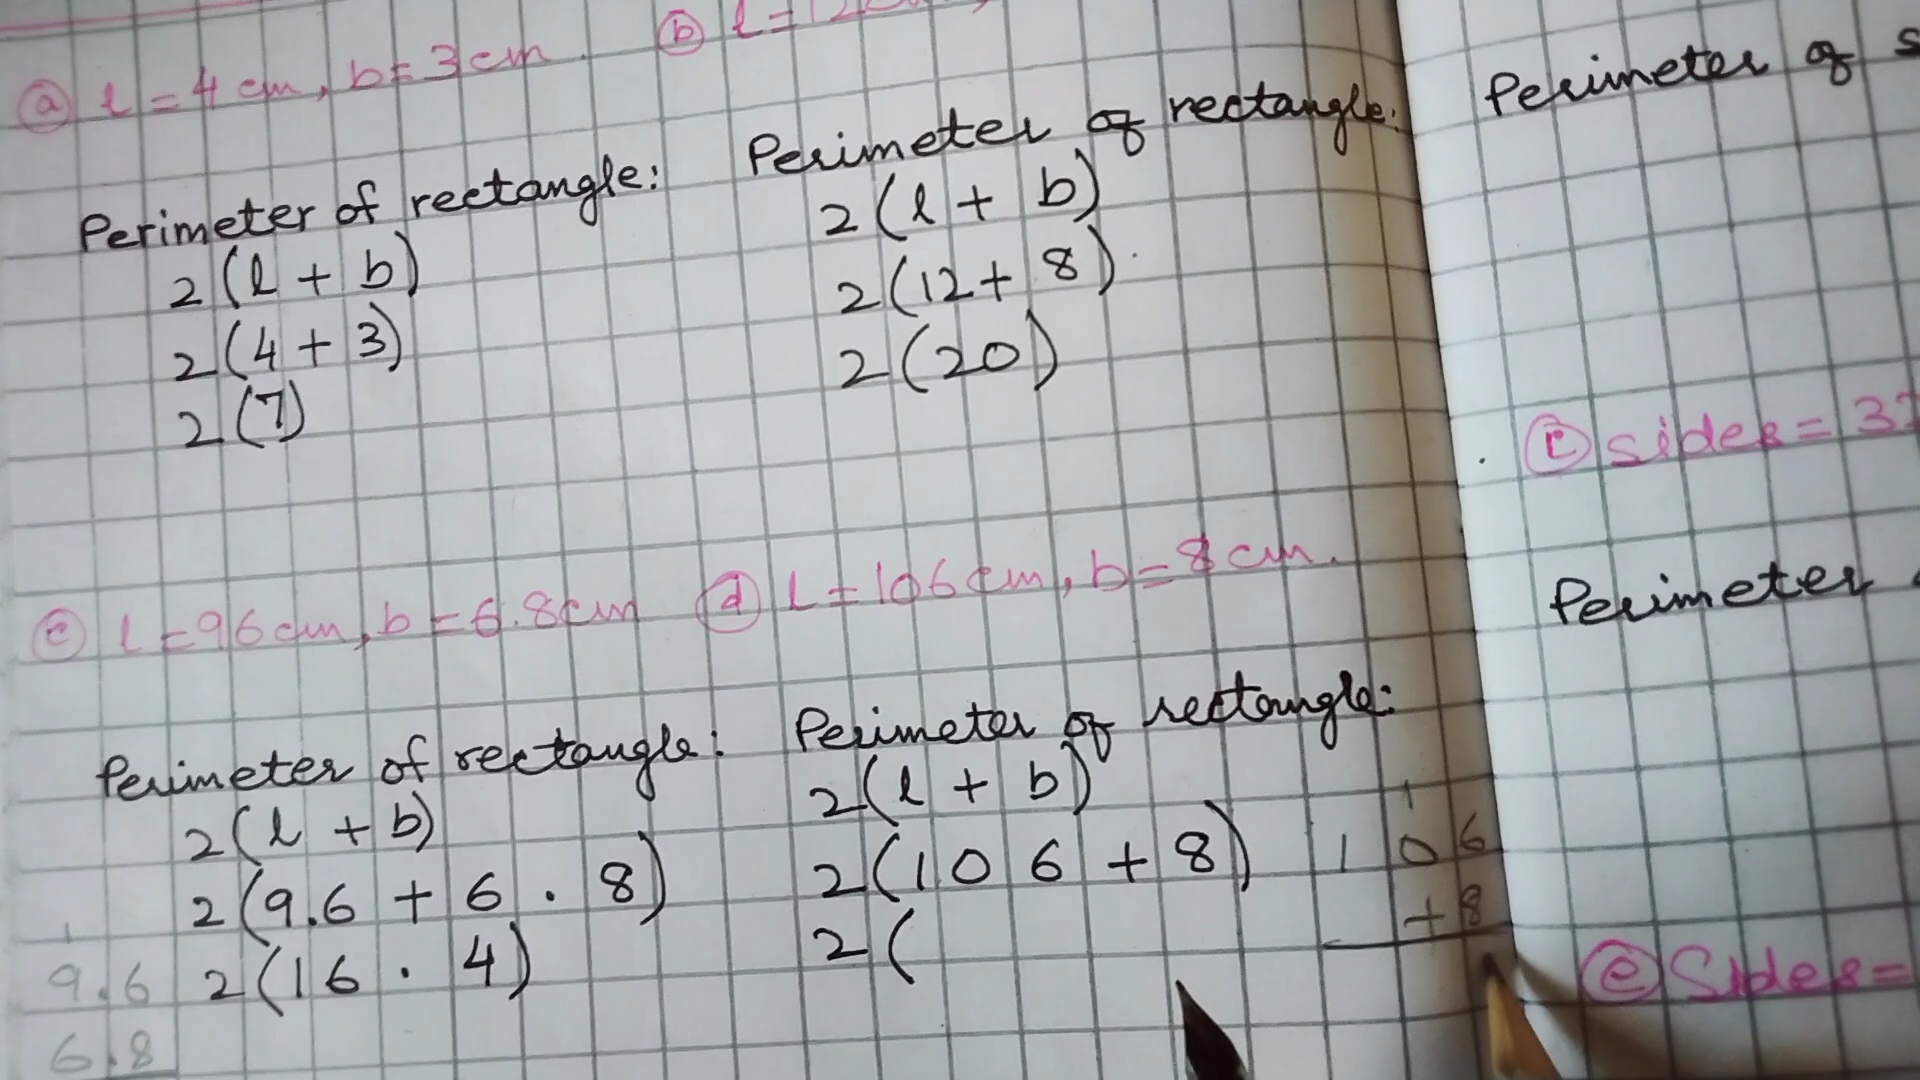 a l = 4 cm, b = 3 cm.
Perimeter of rectangle:
2(l + b)
2(4 + 3)
2(7)
b l = 12
Perimeter of rectangle:
2(l + b)
2(12 + 8)
2(20)
c l = 96 cm, b = 6.8 cm
Perimeter of rectangle:
2(l + b)
2(9.6 + 6.8)
2(16.4)
1
9.6
6.8
d l = 106 cm, b = 8 cm.
Perimeter of rectangle:
2(l + b)
2(106 + 8)
2(
1
106
+8
Perimeter of s
sides = 3
Perimeter
e Sides =